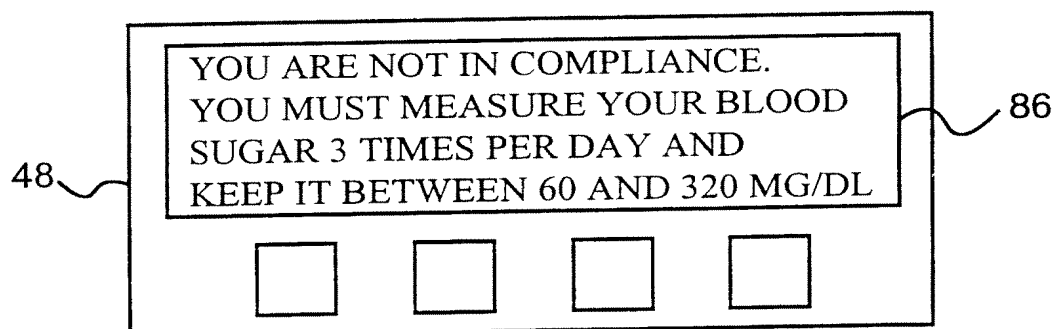 YOU ARE NOT IN COMPLIANCE.
YOU MUST MEASURE YOUR BLOOD
SUGAR 3 TIMES PER DAY AND
KEEP IT BETWEEN 60 AND 320 MG/DL
86
48